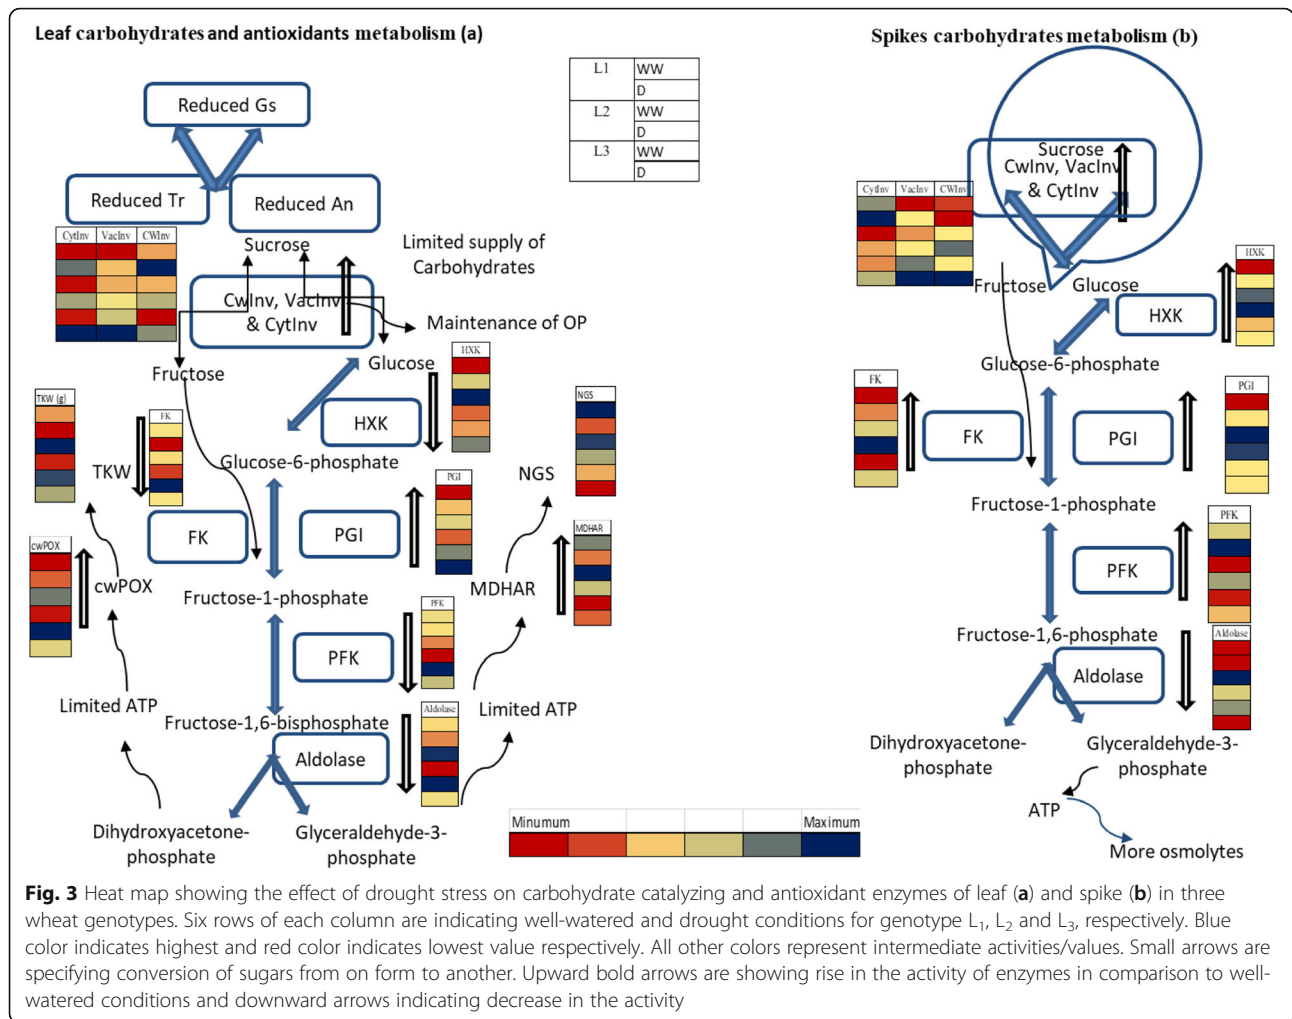 Leaf carbohydrates and antioxidants metabolism (a)
Spikes carbohydrates metabolism (b)
L1 WW
D
L2 WW
D
L3 WW
D
Reduced Gs
Reduced Tr
Reduced An
CytInv VacInv CWInv
Sucrose
Limited supply of
Carbohydrates
CwInv, VacInv
& CytInv
Maintenance of OP
Glucose
Fructose
HXK
HXK
TKW (g)
FK
TKW
NGS
NGS
Glucose-6-phosphate
PGI
FK
PGI
cwPOX
cwPOX
MDHAR
MDHAR
Fructose-1-phosphate
PFK
PFK
Limited ATP
Limited ATP
Fructose-1,6-bisphosphate
Aldolase
Aldolase
Dihydroxyacetone-
phosphate
Glyceraldehyde-3-
phosphate
Minumum Maximum
Sucrose
CwInv, VacInv
& CytInv
CytInv VacInv CWInv
Fructose
Glucose
HXK
HXK
Glucose-6-phosphate
FK
FK
PGI
PGI
Fructose-1-phosphate
PFK
PFK
Fructose-1,6-phosphate
Aldolase
Aldolase
Dihydroxyacetone-
phosphate
Glyceraldehyde-3-
phosphate
ATP
More osmolytes
Fig. 3 Heat map showing the effect of drought stress on carbohydrate catalyzing and antioxidant enzymes of leaf (a) and spike (b) in three
wheat genotypes. Six rows of each column are indicating well-watered and drought conditions for genotype L1, L2 and L3, respectively. Blue
color indicates highest and red color indicates lowest value respectively. All other colors represent intermediate activities/values. Small arrows are
specifying conversion of sugars from on form to another. Upward bold arrows are showing rise in the activity of enzymes in comparison to well-
watered conditions and downward arrows indicating decrease in the activity